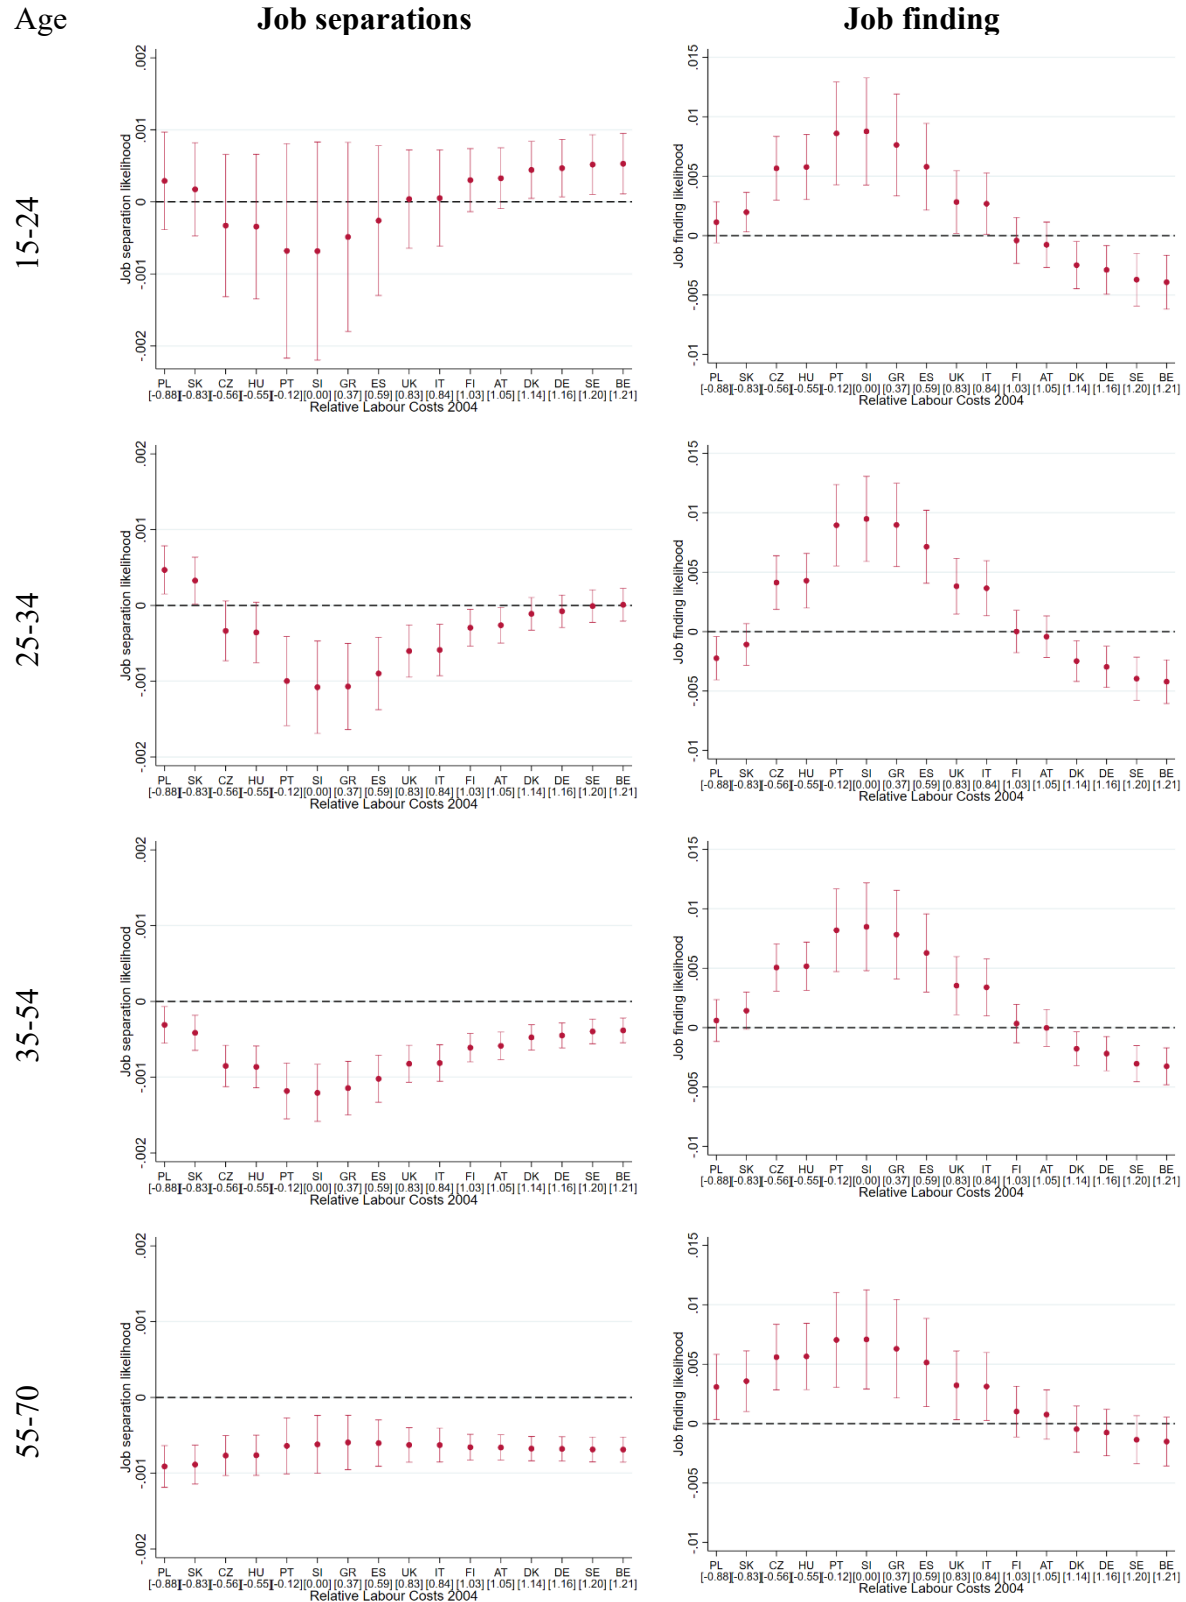 Age Job separations Job finding
15-24
Job separation likelihood
.002
.001
0
-.001
-.002
PL SK CZ HU PT SI GR ES UK IT FI AT DK DE SE BE
[-0.88][-0.83][-0.56][-0.55][-0.12][0.00] [0.37] [0.59] [0.83] [0.84] [1.03] [1.05] [1.14] [1.16] [1.20] [1.21]
Relative Labour Costs 2004
Job finding likelihood
.015
.01
.005
0
-.005
-.01
PL SK CZ HU PT SI GR ES UK IT FI AT DK DE SE BE
[-0.88][-0.83][-0.56][-0.55][-0.12][0.00] [0.37] [0.59] [0.83] [0.84] [1.03] [1.05] [1.14] [1.16] [1.20] [1.21]
Relative Labour Costs 2004
25-34
Job separation likelihood
.002
.001
0
-.001
-.002
PL SK CZ HU PT SI GR ES UK IT FI AT DK DE SE BE
[-0.88][-0.83][-0.56][-0.55][-0.12][0.00] [0.37] [0.59] [0.83] [0.84] [1.03] [1.05] [1.14] [1.16] [1.20] [1.21]
Relative Labour Costs 2004
Job finding likelihood
.015
.01
.005
0
-.005
-.01
PL SK CZ HU PT SI GR ES UK IT FI AT DK DE SE BE
[-0.88][-0.83][-0.56][-0.55][-0.12][0.00] [0.37] [0.59] [0.83] [0.84] [1.03] [1.05] [1.14] [1.16] [1.20] [1.21]
Relative Labour Costs 2004
35-54
Job separation likelihood
.002
.001
0
-.001
-.002
PL SK CZ HU PT SI GR ES UK IT FI AT DK DE SE BE
[-0.88][-0.83][-0.56][-0.55][-0.12][0.00] [0.37] [0.59] [0.83] [0.84] [1.03] [1.05] [1.14] [1.16] [1.20] [1.21]
Relative Labour Costs 2004
Job finding likelihood
.015
.01
.005
0
-.005
-.01
PL SK CZ HU PT SI GR ES UK IT FI AT DK DE SE BE
[-0.88][-0.83][-0.56][-0.55][-0.12][0.00] [0.37] [0.59] [0.83] [0.84] [1.03] [1.05] [1.14] [1.16] [1.20] [1.21]
Relative Labour Costs 2004
55-70
Job separation likelihood
.002
.001
0
-.001
-.002
PL SK CZ HU PT SI GR ES UK IT FI AT DK DE SE BE
[-0.88][-0.83][-0.56][-0.55][-0.12][0.00] [0.37] [0.59] [0.83] [0.84] [1.03] [1.05] [1.14] [1.16] [1.20] [1.21]
Relative Labour Costs 2004
Job finding likelihood
.015
.01
.005
0
-.005
-.01
PL SK CZ HU PT SI GR ES UK IT FI AT DK DE SE BE
[-0.88][-0.83][-0.56][-0.55][-0.12][0.00] [0.37] [0.59] [0.83] [0.84] [1.03] [1.05] [1.14] [1.16] [1.20] [1.21]
Relative Labour Costs 2004